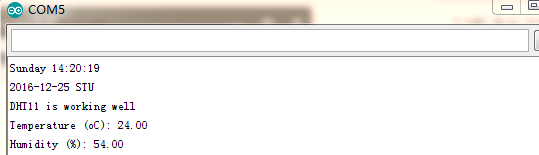 COM5
Sunday 14:20:19
2016-12-25 STU
DHT11 is working well
Temperature (oC): 24.00
Humidity (%): 54.00